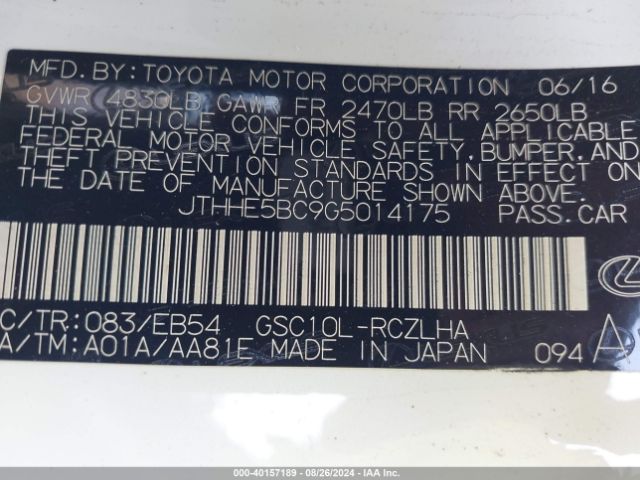 MFD. BY: TOYOTA MOTOR CORPORATION 06/16
GVWR 4830LB GAWR FR 2470LB RR 2650LB
THIS VEHICLE CONFORMS TO ALL APPLICABLE
FEDERAL MOTOR VEHICLE SAFETY, BUMPER, AND
THEFT PREVENTION STANDARDS IN EFFECT ON
THE DATE OF MANUFACTURE SHOWN ABOVE.
JTHHE5BC9G5014175 PASS. CAR
C/TR: 083/EB54 GSC10L-RCZLHA
A/TM: A01A/AA81E MADE IN JAPAN 094 A
000-40157189 - 08/26/2024 - IAA Inc.